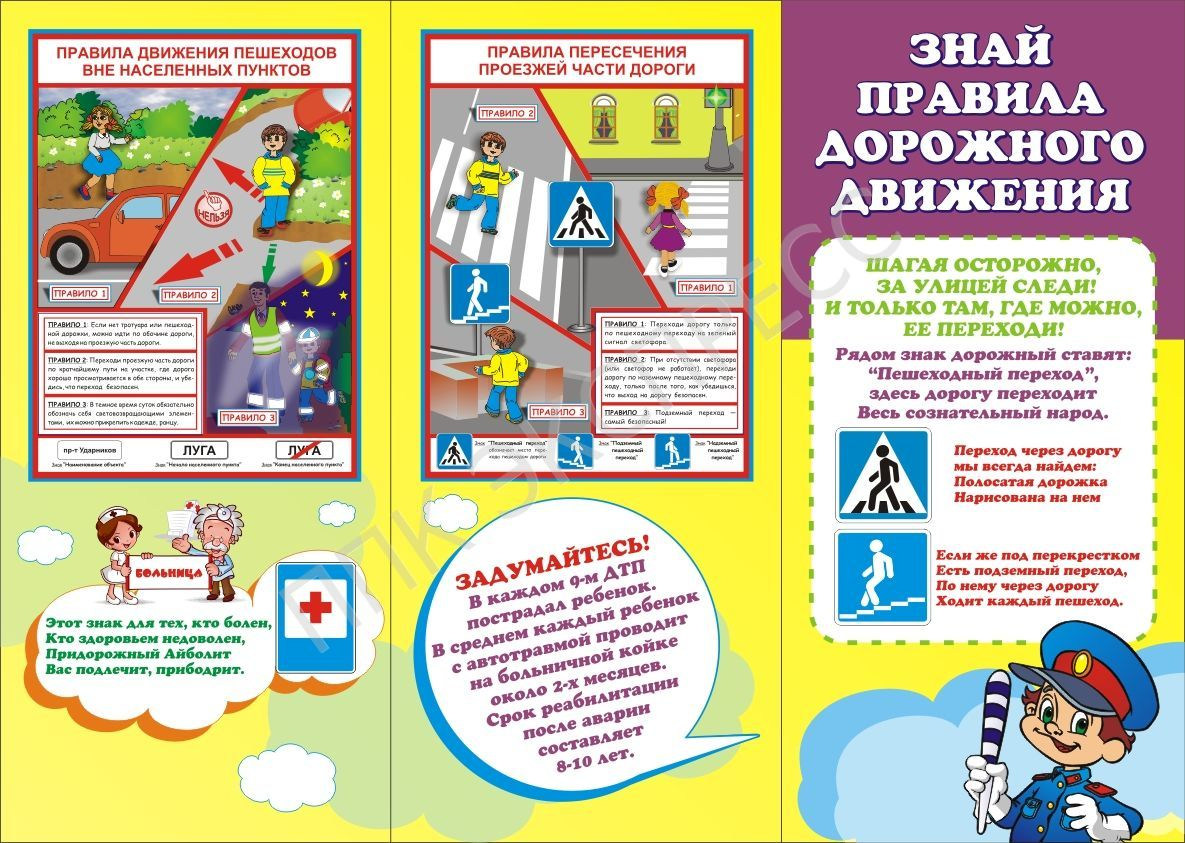 ПРАВИЛА ДВИЖЕНИЯ ПЕШЕХОДОВ
ВНЕ НАСЕЛЕННЫХ ПУНКТОВ
НЕЛЬЗЯ
ПРАВИЛО 1
ПРАВИЛО 2
ПРАВИЛО 3
ПРАВИЛО 1: Если нет тротуара или пешеход-
ной дорожки, можно идти по обочине дороги,
не выходя на проезжую часть дороги.
ПРАВИЛО 2: Переходи проезжую часть дороги
по кратчайшему пути на участке, где дорога
хорошо просматривается в обе стороны, и убе-
дись, что переход безопасен.
ПРАВИЛО 3: В темное время суток обязательно
обозначь себя световозвращающими элемен-
тами, их можно прикрепить к одежде, ранцу.
пр-т Ударников
ЛУГА
ЛУГА
Знак "Наименование объекта"
Знак "Начало населенного пункта"
Знак "Конец населенного пункта"
БОЛЬНИЦА
Этот знак для тех, кто болен,
Кто здоровьем недоволен,
Придорожный Айболит
Вас подлечит, прибодрит.
ПРАВИЛА ПЕРЕСЕЧЕНИЯ
ПРОЕЗЖЕЙ ЧАСТИ ДОРОГИ
ПРАВИЛО 2
ПРАВИЛО 1
ПРАВИЛО 3
ПРАВИЛО 1: Переходи дорогу только
по пешеходному переходу на зеленый
сигнал светофора.
ПРАВИЛО 2: При отсутствии светофора
(или светофор не работает), переходи
дорогу по наземному пешеходному пере-
ходу, только после того, как убедишься,
что выход на дорогу безопасен.
ПРАВИЛО 3: Подземный переход —
самый безопасный!
Знак "Пешеходный переход"
обозначает место пере-
хода пешеходом дороги
Знак "Подземный
пешеходный
переход"
Знак "Надземный
пешеходный
переход"
ЗАДУМАЙТЕСЬ!
В каждом 9-м ДТП
пострадал ребенок.
В среднем каждый ребенок
с автотравмой проводит
на больничной койке
около 2-х месяцев.
Срок реабилитации
после аварии
составляет
8-10 лет.
ЗНАЙ
ПРАВИЛА
ДОРОЖНОГО
ДВИЖЕНИЯ
ШАГАЯ ОСТОРОЖНО,
ЗА УЛИЦЕЙ СЛЕДИ!
И ТОЛЬКО ТАМ, ГДЕ МОЖНО,
ЕЕ ПЕРЕХОДИ!
Рядом знак дорожный ставят:
“Пешеходный переход”,
здесь дорогу переходит
Весь сознательный народ.
Переход через дорогу
мы всегда найдем:
Полосатая дорожка
Нарисована на нем
Если же под перекрестком
Есть подземный переход,
По нему через дорогу
Ходит каждый пешеход.
ППК ЭКСПРЕСС